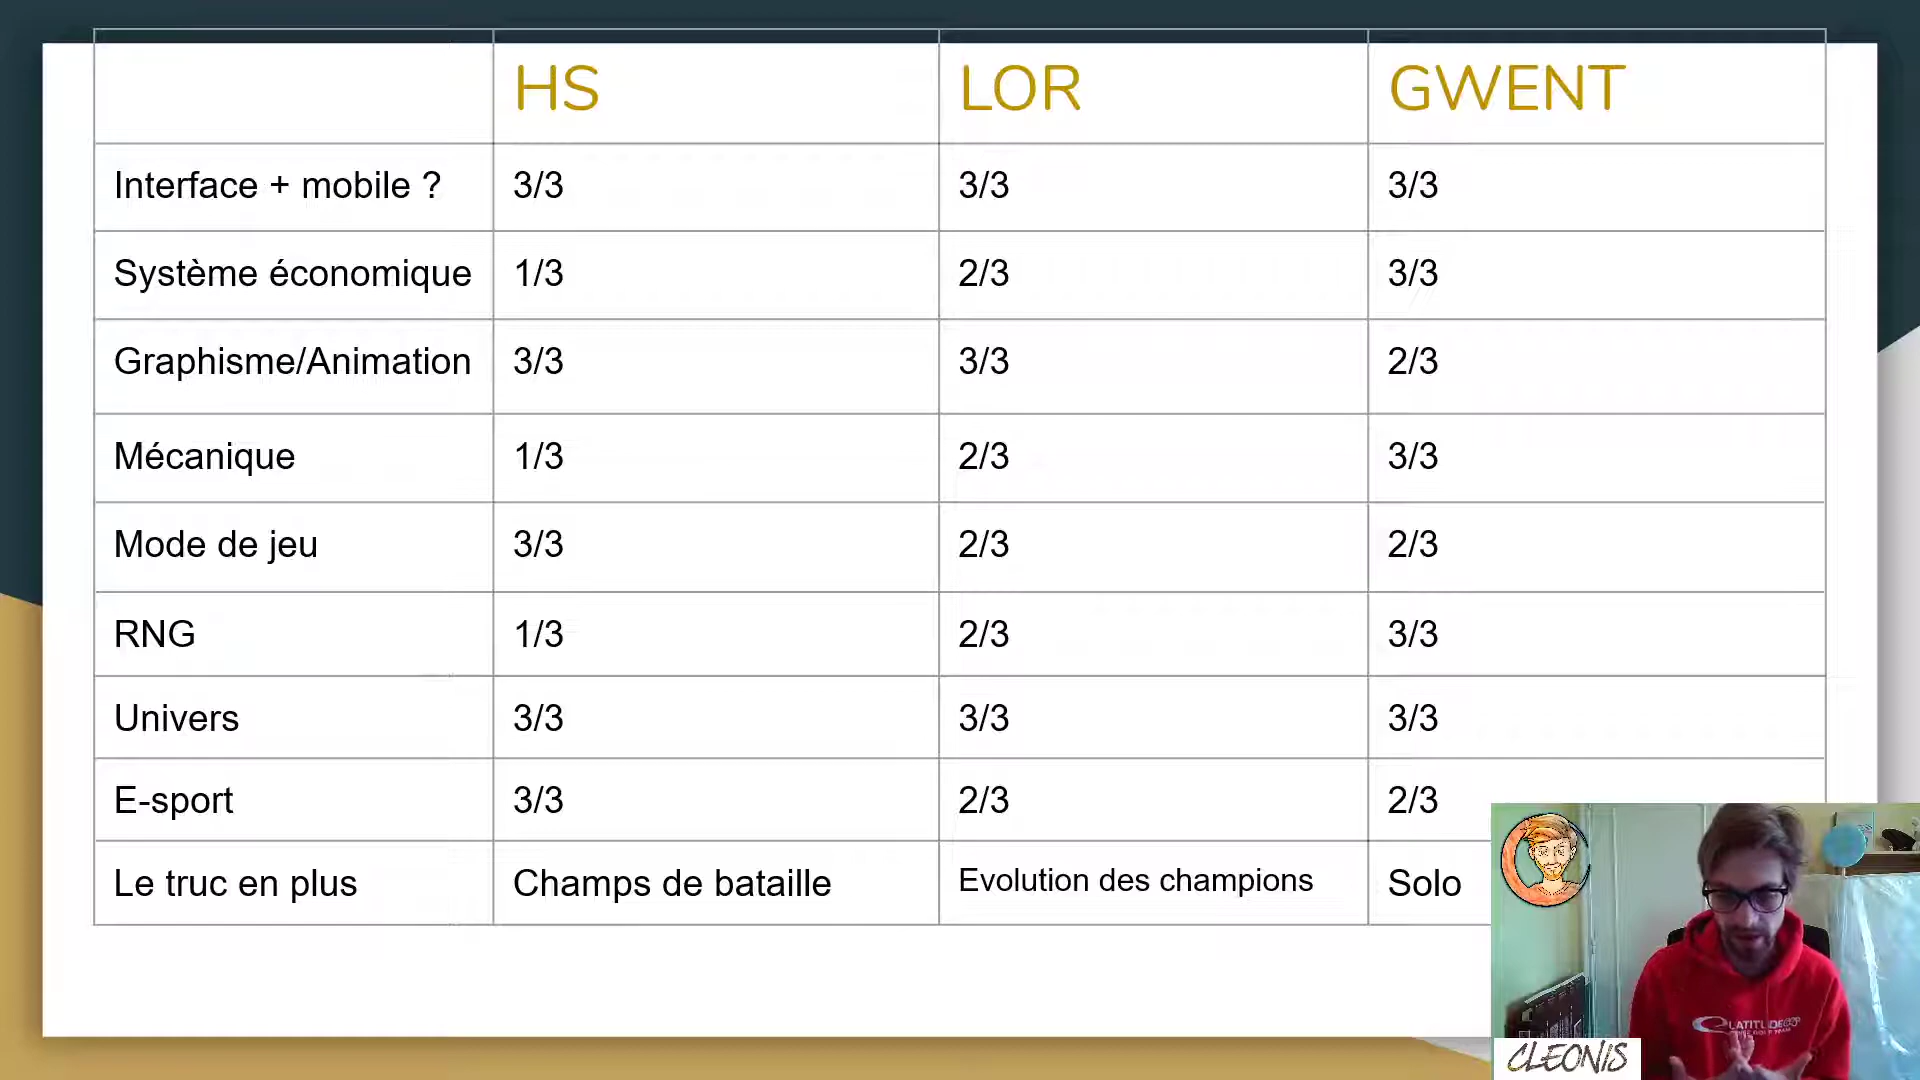 HS LOR GWENT
Interface + mobile ? 3/3 3/3 3/3
Système économique 1/3 2/3 3/3
Graphisme/Animation 3/3 3/3 2/3
Mécanique 1/3 2/3 3/3
Mode de jeu 3/3 2/3 2/3
RNG 1/3 2/3 3/3
Univers 3/3 3/3 3/3
E-sport 3/3 2/3 2/3
Le truc en plus Champs de bataille Evolution des champions Solo
CLEONIS